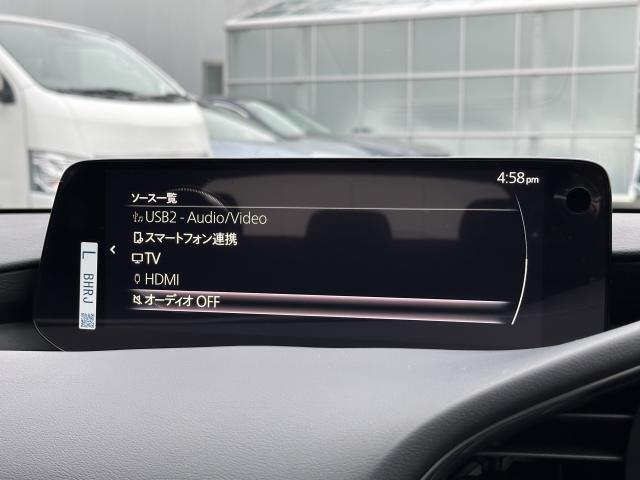 4:58pm
ソース一覧
USB2 - Audio/Video
スマートフォン連携
TV
HDMI
オーディオ OFF
L BHRJ